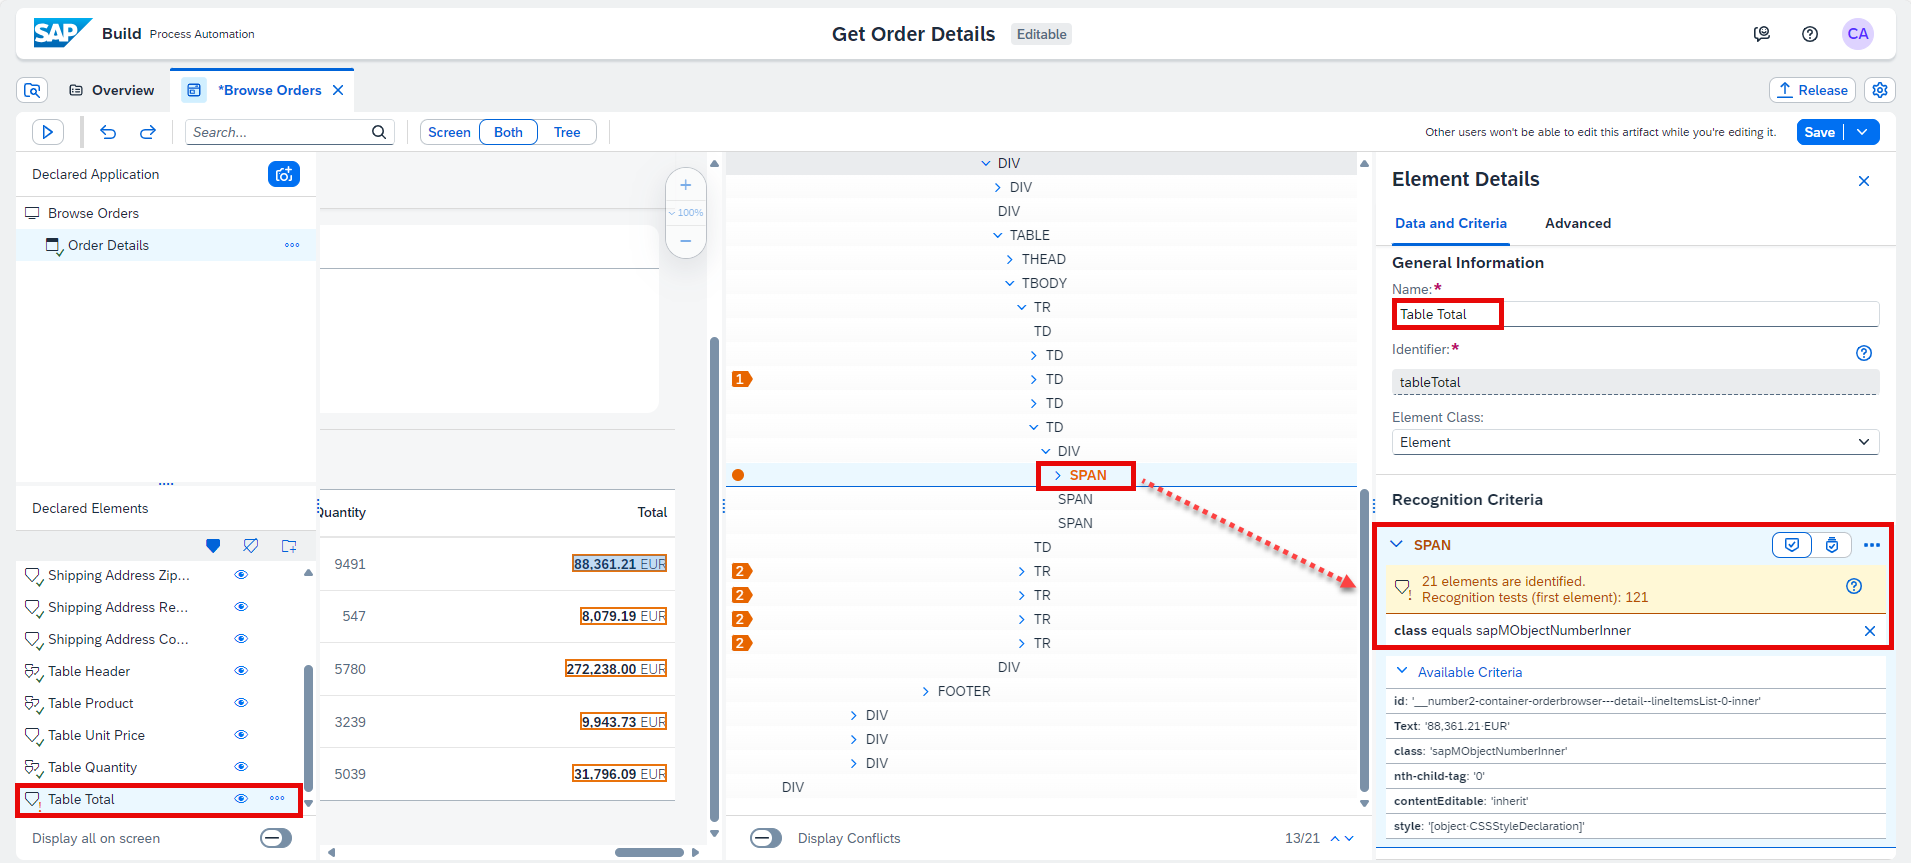 SAP Build Process Automation
Get Order Details Editable
CA
Overview
*Browse Orders
Release
Search...
Screen Both Tree
Other users won't be able to edit this artifact while you're editing it.
Save
Declared Application
Browse Orders
Order Details
Declared Elements
Shipping Address Zip...
Shipping Address Re...
Shipping Address Co...
Table Header
Table Product
Table Unit Price
Table Quantity
Table Total
Display all on screen
100%
Quantity Total
9491 88,361.21 EUR
547 8,079.19 EUR
5780 272,238.00 EUR
3239 9,943.73 EUR
5039 31,796.09 EUR
DIV
DIV
DIV
TABLE
THEAD
TBODY
TR
TD
TD
1 TD
TD
TD
DIV
SPAN
SPAN
SPAN
TD
2 TR
2 TR
2 TR
2 TR
DIV
FOOTER
DIV
DIV
DIV
DIV
Display Conflicts
13/21
Element Details
Data and Criteria Advanced
General Information
Name:*
Table Total
Identifier:*
tableTotal
Element Class:
Element
Recognition Criteria
SPAN
21 elements are identified.
Recognition tests (first element): 121
class equals sapMObjectNumberInner
Available Criteria
id: '__number2-container-orderbrowser---detail--lineItemsList-0-inner'
Text: '88,361.21·EUR'
class: 'sapMObjectNumberInner'
nth-child-tag: '0'
contentEditable: 'inherit'
style: '[object·CSSStyleDeclaration]'